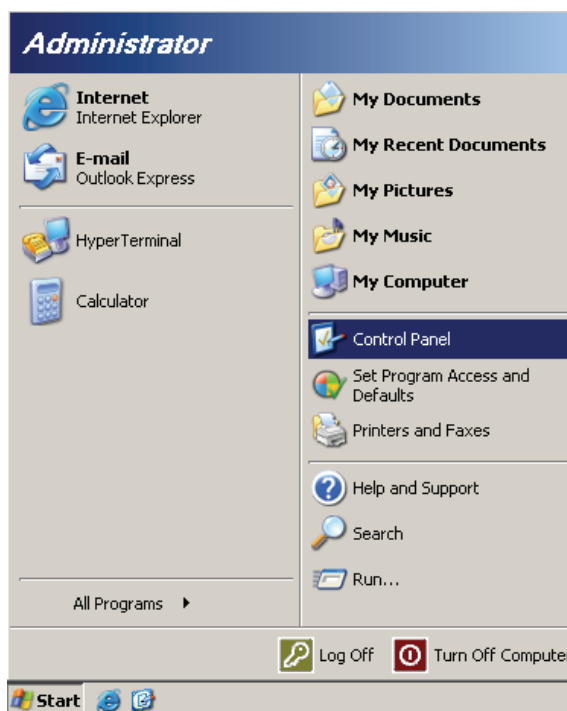 Administrator
Internet
Internet Explorer
E-mail
Outlook Express
HyperTerminal
Calculator
All Programs
My Documents
My Recent Documents
My Pictures
My Music
My Computer
Control Panel
Set Program Access and
Defaults
Printers and Faxes
Help and Support
Search
Run...
Log Off
Turn Off Computer
Start